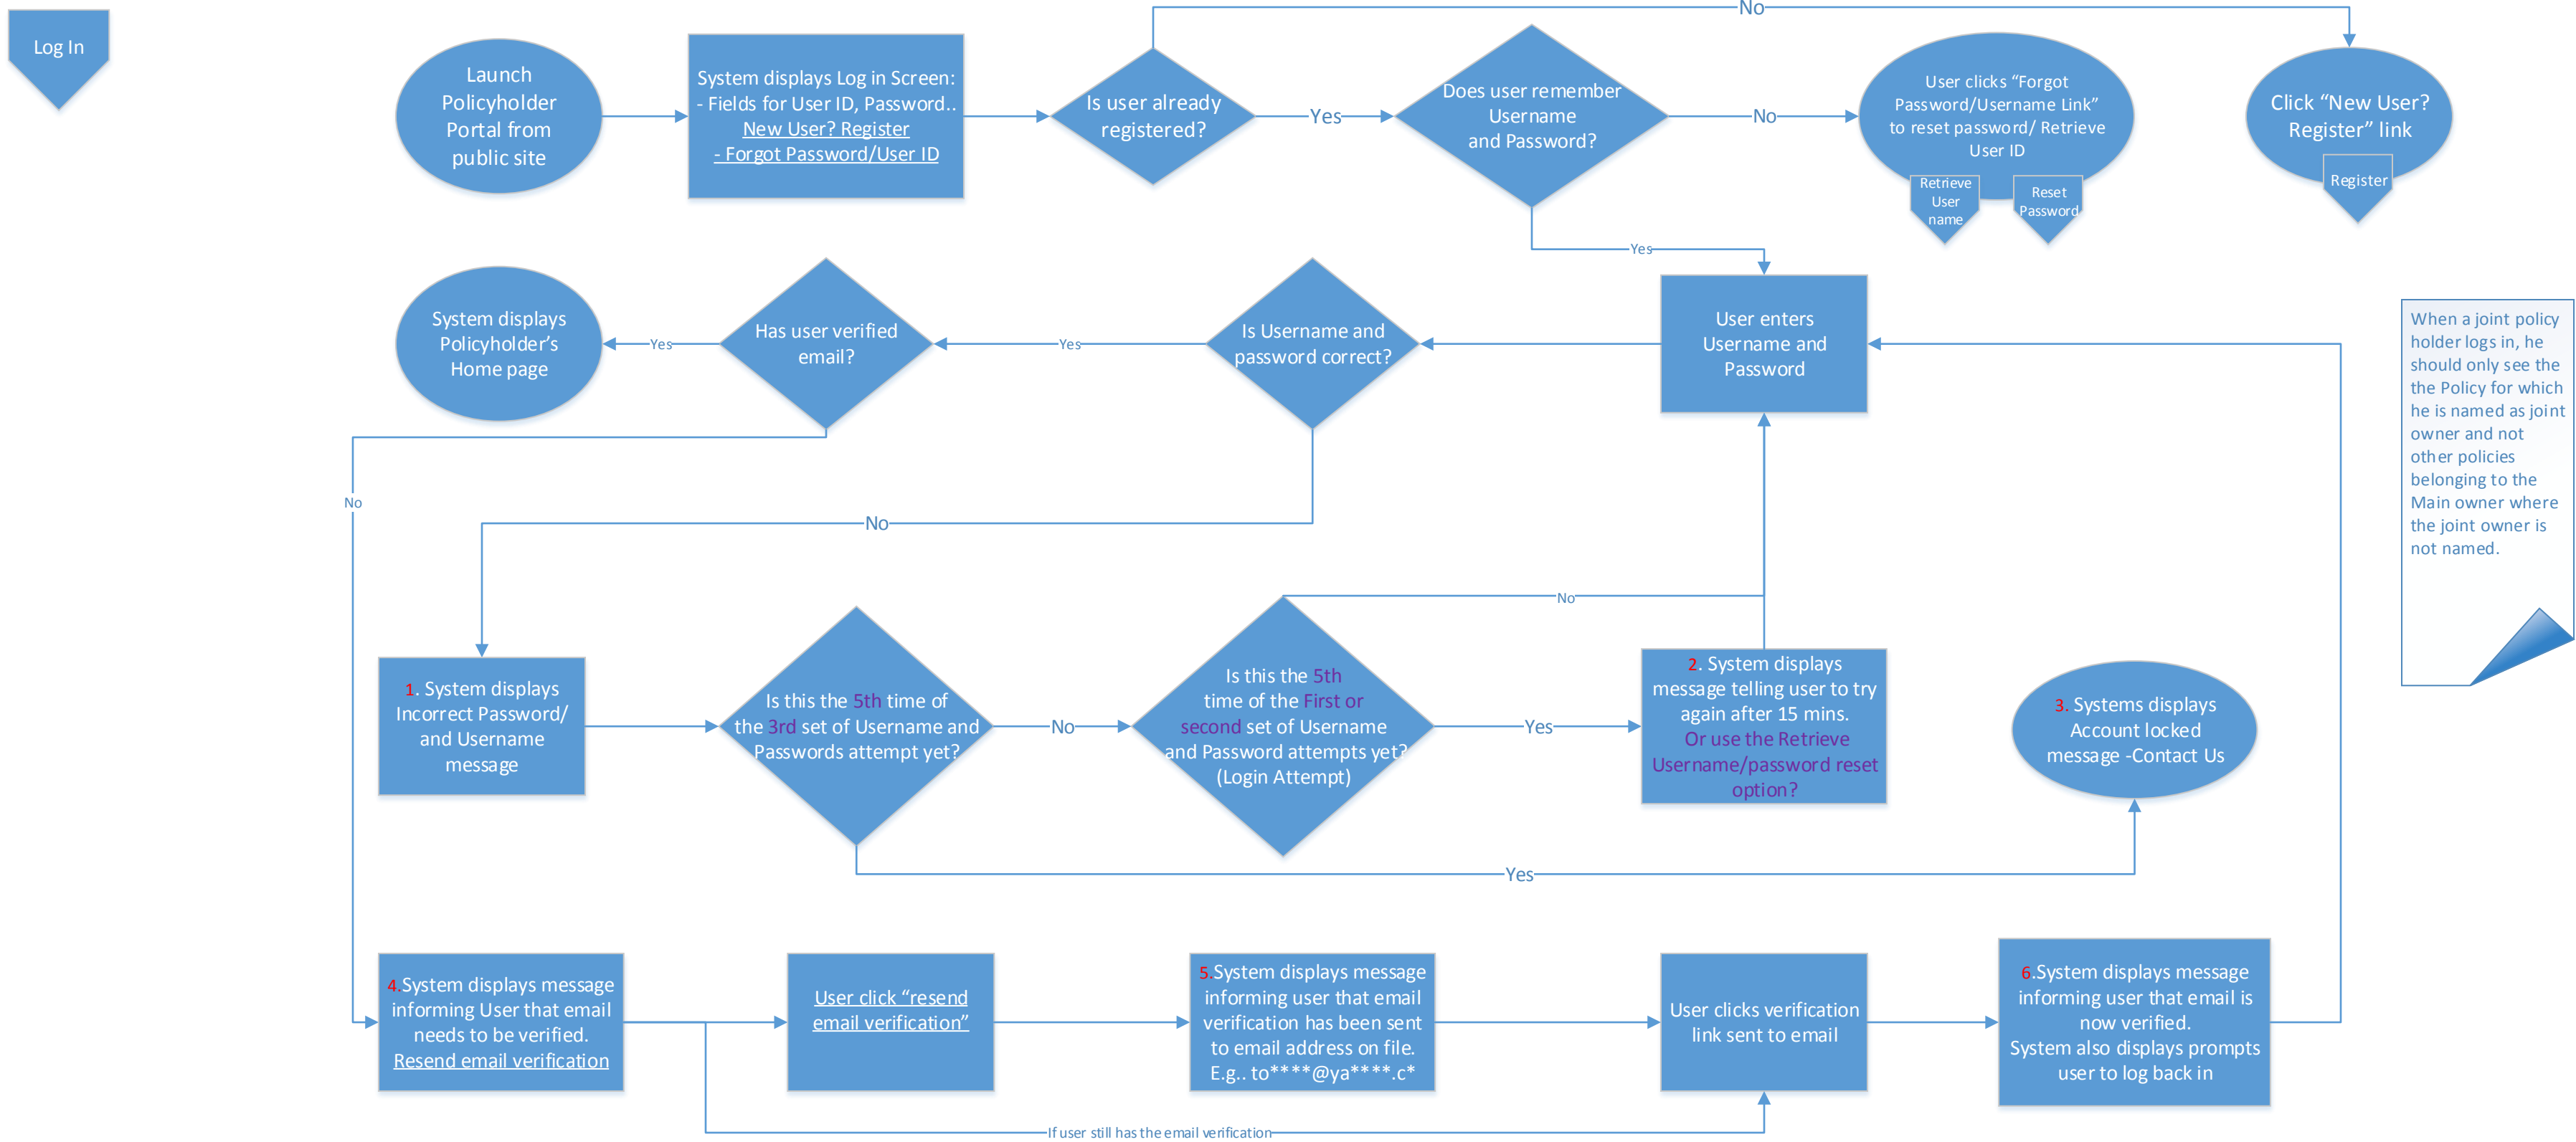 Log In
Launch
Policyholder
Portal from
public site
System displays Log in Screen:
- Fields for User ID, Password..
New User? Register
- Forgot Password/User ID
Is user already
registered?
Yes
No
Does user remember
Username
and Password?
No
User clicks “Forgot
Password/Username Link”
to reset password/ Retrieve
User ID
Retrieve
User
name
Reset
Password
Click “New User?
Register” link
Register
Yes
System displays
Policyholder’s
Home page
Yes
Has user verified
email?
Yes
Is Username and
password correct?
User enters
Username and
Password
When a joint policy
holder logs in, he
should only see the
the Policy for which
he is named as joint
owner and not
other policies
belonging to the
Main owner where
the joint owner is
not named.
No
No
No
1. System displays
Incorrect Password/
and Username
message
Is this the 5th time of
the 3rd set of Username and
Passwords attempt yet?
No
Is this the 5th
time of the First or
second set of Username
and Password attempts yet?
(Login Attempt)
Yes
2. System displays
message telling user to try
again after 15 mins.
Or use the Retrieve
Username/password reset
option?
3. Systems displays
Account locked
message -Contact Us
Yes
4.System displays message
informing User that email
needs to be verified.
Resend email verification
User click “resend
email verification”
5.System displays message
informing user that email
verification has been sent
to email address on file.
E.g.. to****@ya****.c*
User clicks verification
link sent to email
6.System displays message
informing user that email is
now verified.
System also displays prompts
user to log back in
If user still has the email verification